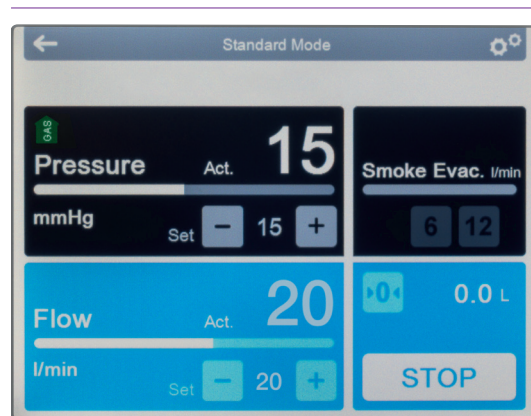 Standard Mode
GAS
Pressure Act. 15
mmHg Set − 15 +
Smoke Evac. l/min
6 12
Flow Act. 20
l/min Set − 20 +
0 0.0 L
STOP